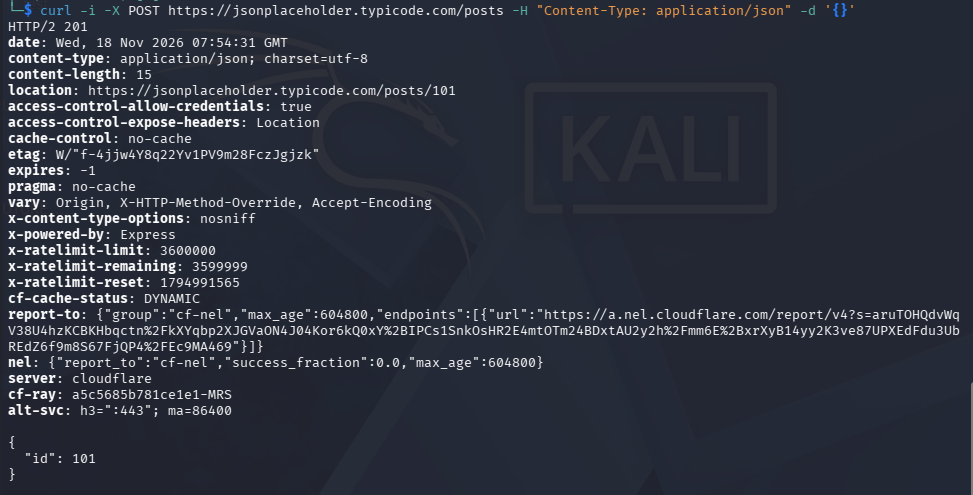 └─$ curl -i -X POST https://jsonplaceholder.typicode.com/posts -H "Content-Type: application/json" -d '{}'
HTTP/2 201
date: Wed, 18 Nov 2026 07:54:31 GMT
content-type: application/json; charset=utf-8
content-length: 15
location: https://jsonplaceholder.typicode.com/posts/101
access-control-allow-credentials: true
access-control-expose-headers: Location
cache-control: no-cache
etag: W/"f-4jjw4Y8q22Yv1PV9m28FczJgjzk"
expires: -1
pragma: no-cache
vary: Origin, X-HTTP-Method-Override, Accept-Encoding
x-content-type-options: nosniff
x-powered-by: Express
x-ratelimit-limit: 3600000
x-ratelimit-remaining: 3599999
x-ratelimit-reset: 1794991565
cf-cache-status: DYNAMIC
report-to: {"group":"cf-nel","max_age":604800,"endpoints":[{"url":"https://a.nel.cloudflare.com/report/v4?s=aruTOHQdvWq
V38U4hzKCBKHbqctn%2FkXYqbp2XJGVaON4J04Kor6kQ0xY%2BIPCs1SnkOsHR2E4mtOTm24BDxtAU2y2h%2Fmm6E%2BxrXyB14yy2K3ve87UPXEdFdu3Ub
REdZ6f9m8S67FjQP4%2FEc9MA469"}]}
nel: {"report_to":"cf-nel","success_fraction":0.0,"max_age":604800}
server: cloudflare
cf-ray: a5c5685b781ce1e1-MRS
alt-svc: h3=":443"; ma=86400
{
"id": 101
}
KALI